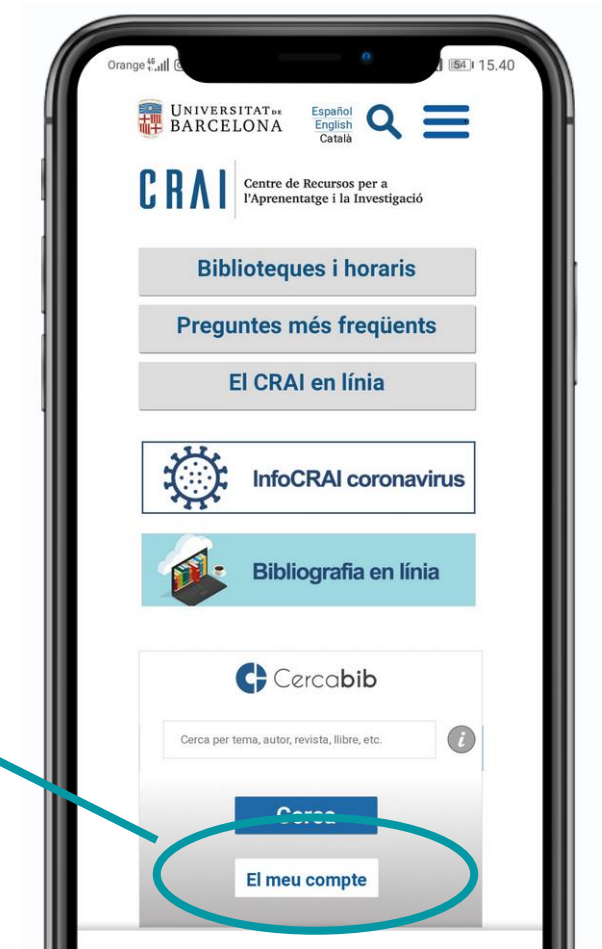 Orange 46
54 15.40
UNIVERSITAT DE
BARCELONA
Español
English
Català
CRAI
Centre de Recursos per a
l'Aprenentatge i la Investigació
Biblioteques i horaris
Preguntes més freqüents
El CRAI en línia
InfoCRAI coronavirus
Bibliografia en línia
Cercabib
Cerca per tema, autor, revista, llibre, etc.
i
Cerca
El meu compte